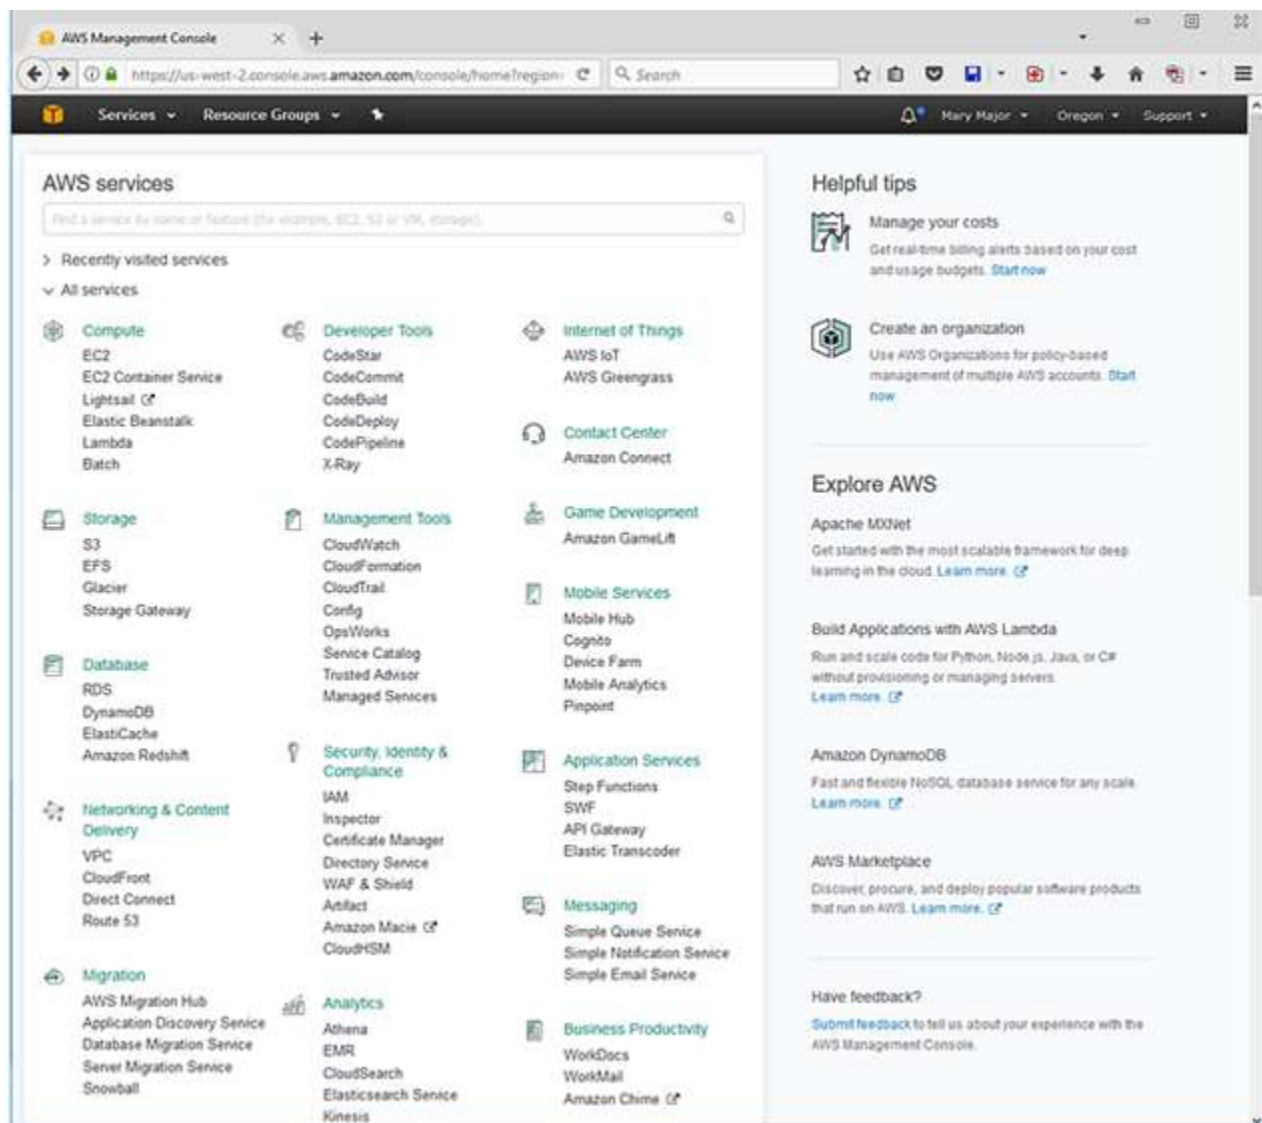 AWS Management Console
https://us-west-2.console.aws.amazon.com/console/home?region=
Search
Services
Resource Groups
Mary Major
Oregon
Support
AWS services
Find a service by name or feature (for example, EC2, S3 or VM, storage).
Recently visited services
All services
Compute
EC2
EC2 Container Service
Lightsail
Elastic Beanstalk
Lambda
Batch
Storage
S3
EFS
Glacier
Storage Gateway
Database
RDS
DynamoDB
ElastiCache
Amazon Redshift
Networking & Content
Delivery
VPC
CloudFront
Direct Connect
Route 53
Migration
AWS Migration Hub
Application Discovery Service
Database Migration Service
Server Migration Service
Snowball
Developer Tools
CodeStar
CodeCommit
CodeBuild
CodeDeploy
CodePipeline
X-Ray
Management Tools
CloudWatch
CloudFormation
CloudTrail
Config
OpsWorks
Service Catalog
Trusted Advisor
Managed Services
Security, Identity &
Compliance
IAM
Inspector
Certificate Manager
Directory Service
WAF & Shield
Artifact
Amazon Macie
CloudHSM
Analytics
Athena
EMR
CloudSearch
Elasticsearch Service
Kinesis
Internet of Things
AWS IoT
AWS Greengrass
Contact Center
Amazon Connect
Game Development
Amazon GameLift
Mobile Services
Mobile Hub
Cognito
Device Farm
Mobile Analytics
Pinpoint
Application Services
Step Functions
SWF
API Gateway
Elastic Transcoder
Messaging
Simple Queue Service
Simple Notification Service
Simple Email Service
Business Productivity
WorkDocs
WorkMail
Amazon Chime
Helpful tips
Manage your costs
Get real-time billing alerts based on your cost
and usage budgets. Start now
Create an organization
Use AWS Organizations for policy-based
management of multiple AWS accounts. Start
now
Explore AWS
Apache MXNet
Get started with the most scalable framework for deep
learning in the cloud. Learn more.
Build Applications with AWS Lambda
Run and scale code for Python, Node.js, Java, or C#
without provisioning or managing servers.
Learn more.
Amazon DynamoDB
Fast and flexible NoSQL database service for any scale.
Learn more.
AWS Marketplace
Discover, procure, and deploy popular software products
that run on AWS. Learn more.
Have feedback?
Submit feedback to tell us about your experience with the
AWS Management Console.